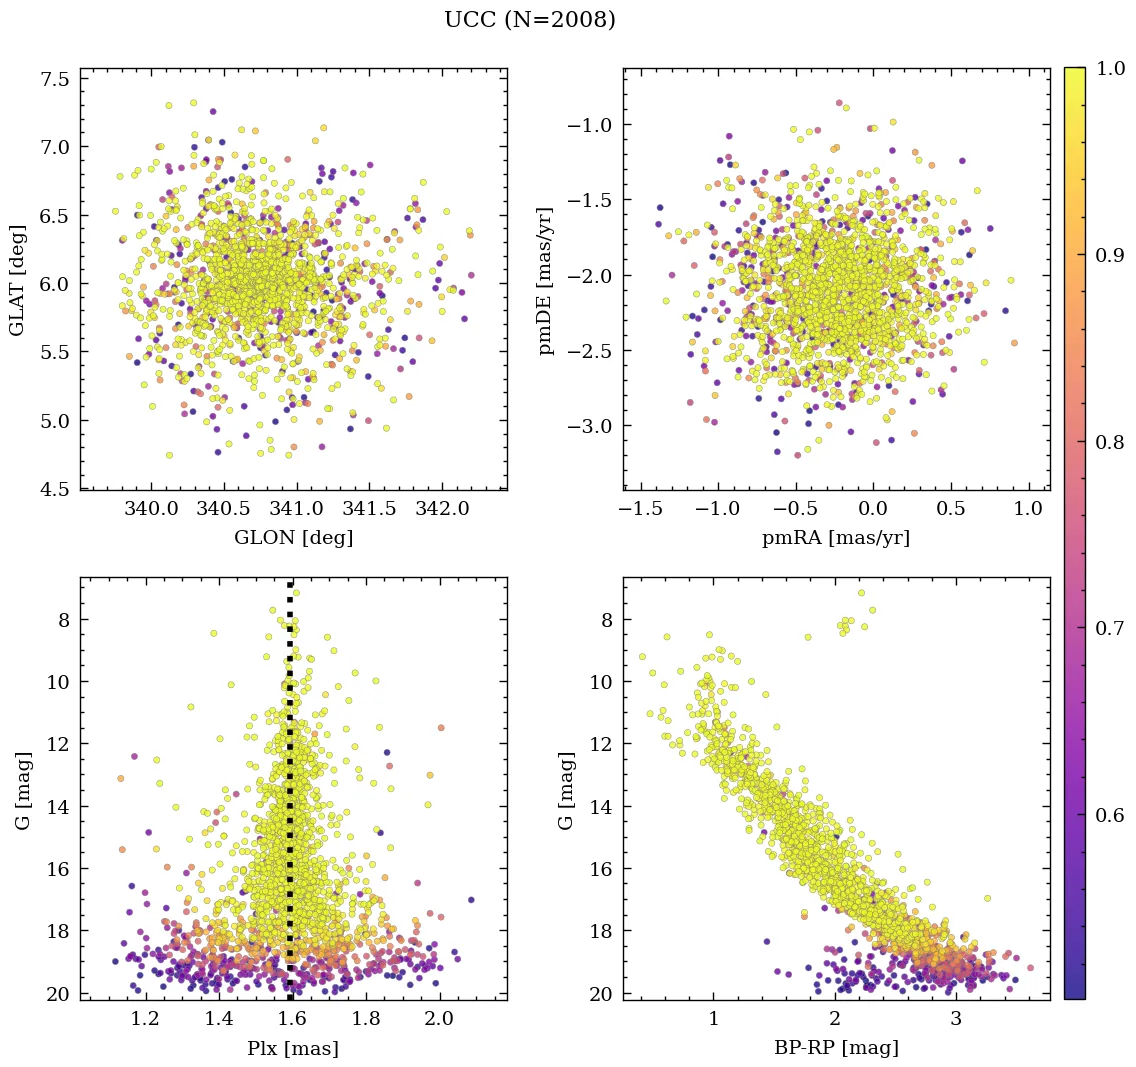 UCC (N=2008)
7.5
7.0
6.5
6.0
5.5
5.0
4.5
GLAT [deg]
340.0 340.5 341.0 341.5 342.0
GLON [deg]
−1.0
−1.5
−2.0
−2.5
−3.0
pmDE [mas/yr]
−1.5 −1.0 −0.5 0.0 0.5 1.0
pmRA [mas/yr]
1.0
0.9
0.8
0.7
0.6
8
10
12
14
16
18
20
G [mag]
1.2 1.4 1.6 1.8 2.0
Plx [mas]
8
10
12
14
16
18
20
G [mag]
1 2 3
BP-RP [mag]